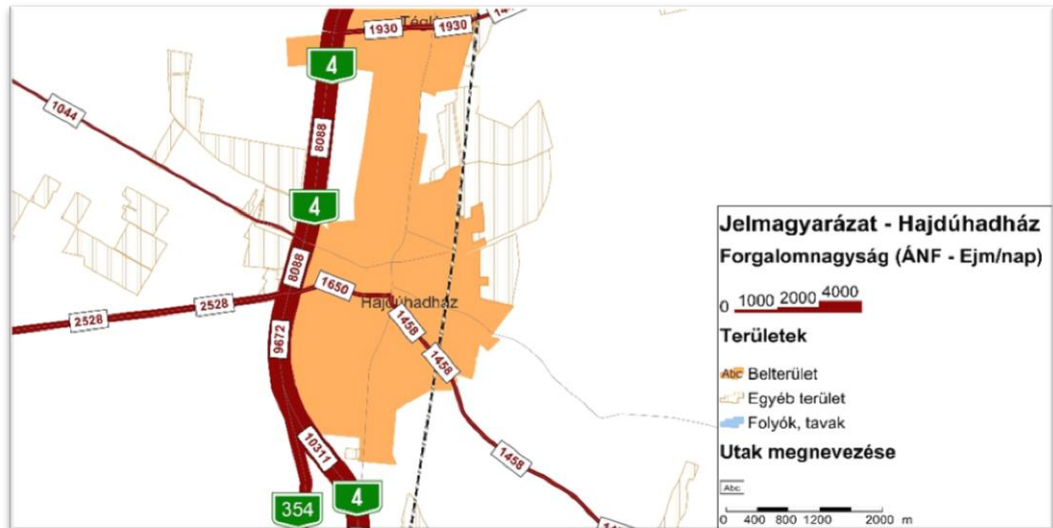 Téglás
1930
1930
4
1044
8088
4
8088
1650
2528
2528
Hajdúhadház
9672
1458
1458
1458
10311
354
4
Jelmagyarázat - Hajdúhadház
Forgalomnagyság (ÁNF - Ejm/nap)
0 1000 2000 4000
Területek
Abc Belterület
Egyéb terület
Folyók, tavak
Utak megnevezése
Abc
0 400 800 1200 2000 m